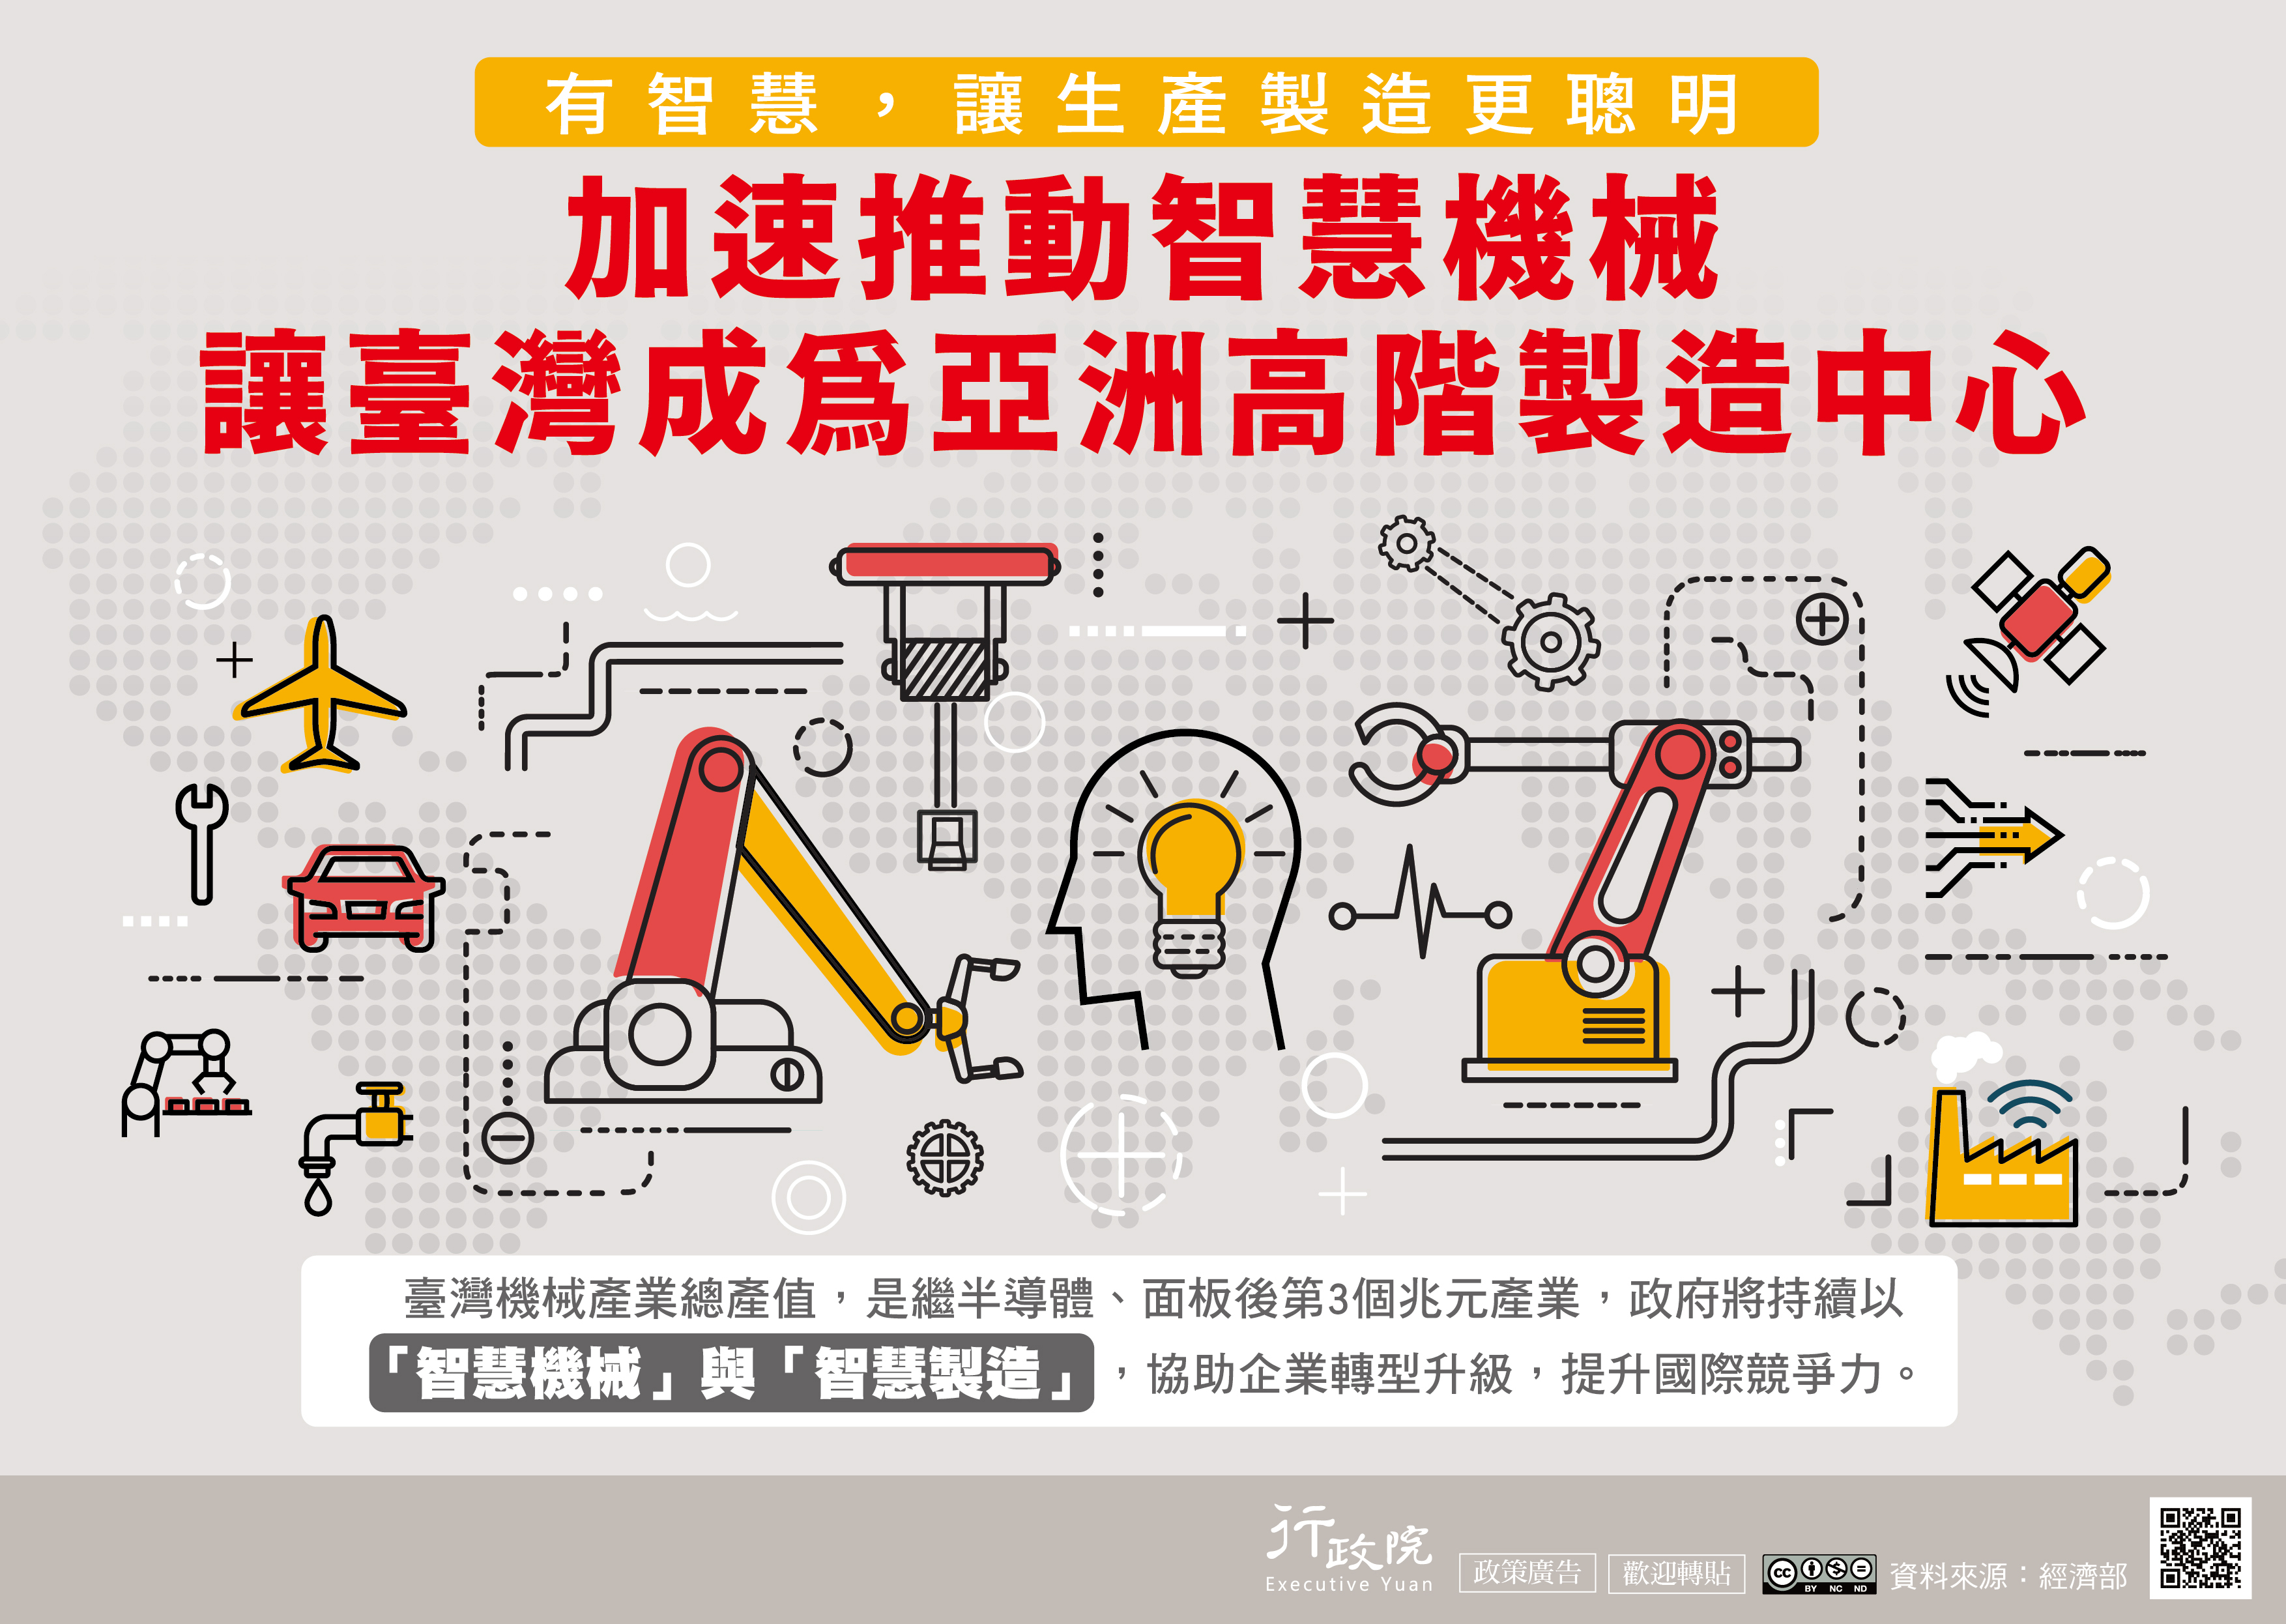 有智慧，讓生產製造更聰明
加速推動智慧機械
讓臺灣成為亞洲高階製造中心
臺灣機械產業總產值，是繼半導體、面板後第3個兆元產業，政府將持續以
「智慧機械」與「智慧製造」，協助企業轉型升級，提升國際競爭力。
行政院
Executive Yuan
政策廣告
歡迎轉貼
cc BY NC ND
資料來源：經濟部